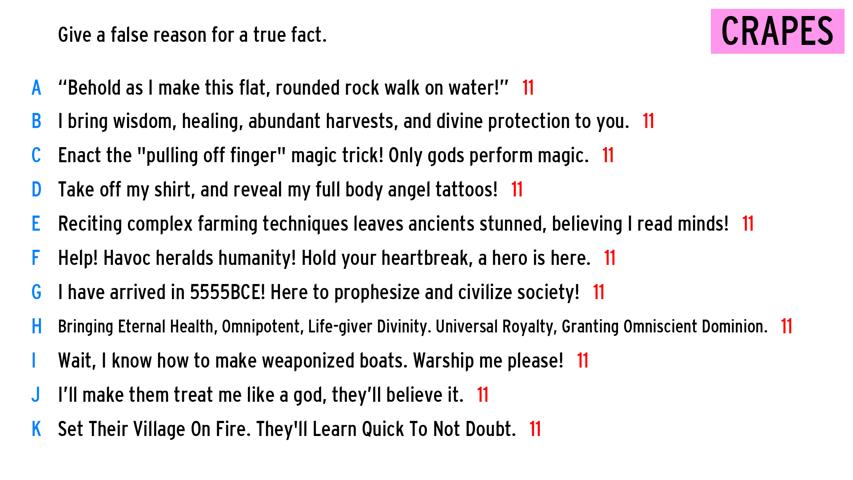 Give a false reason for a true fact.
CRAPES
A “Behold as I make this flat, rounded rock walk on water!” 11
B I bring wisdom, healing, abundant harvests, and divine protection to you. 11
C Enact the "pulling off finger" magic trick! Only gods perform magic. 11
D Take off my shirt, and reveal my full body angel tattoos! 11
E Reciting complex farming techniques leaves ancients stunned, believing I read minds! 11
F Help! Havoc heralds humanity! Hold your heartbreak, a hero is here. 11
G I have arrived in 5555BCE! Here to prophesize and civilize society! 11
H Bringing Eternal Health, Omnipotent, Life-giver Divinity. Universal Royalty, Granting Omniscient Dominion. 11
I Wait, I know how to make weaponized boats. Warship me please! 11
J I’ll make them treat me like a god, they’ll believe it. 11
K Set Their Village On Fire. They'll Learn Quick To Not Doubt. 11